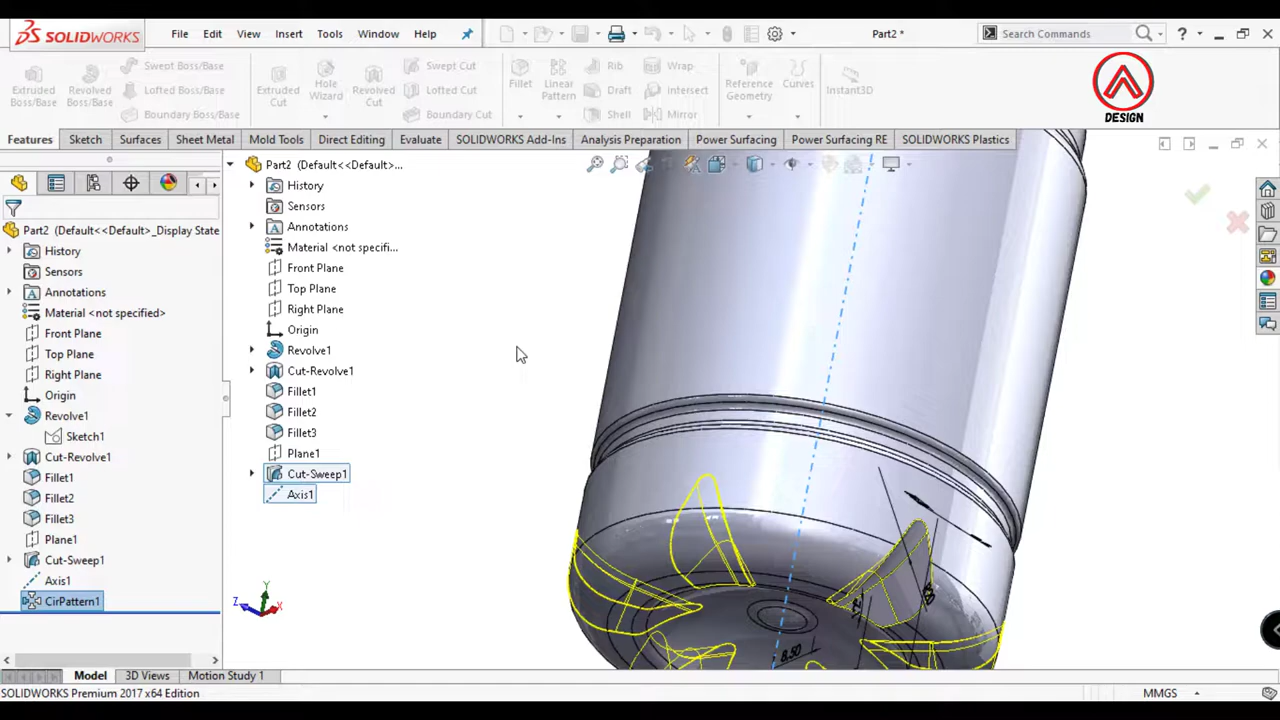 SOLIDWORKS
File Edit View Insert Tools Window Help
Part2 *
Search Commands
Extruded Boss/Base
Revolved Boss/Base
Swept Boss/Base
Lofted Boss/Base
Boundary Boss/Base
Extruded Cut
Hole Wizard
Revolved Cut
Swept Cut
Lofted Cut
Boundary Cut
Fillet
Linear Pattern
Rib
Draft
Shell
Wrap
Intersect
Mirror
Reference Geometry
Curves
Instant3D
DESIGN
Features Sketch Surfaces Sheet Metal Mold Tools Direct Editing Evaluate SOLIDWORKS Add-Ins Analysis Preparation Power Surfacing Power Surfacing RE SOLIDWORKS Plastics
Part2 (Default<<Default>_Display State
History
Sensors
Annotations
Material <not specified>
Front Plane
Top Plane
Right Plane
Origin
Revolve1
Sketch1
Cut-Revolve1
Fillet1
Fillet2
Fillet3
Plane1
Cut-Sweep1
Axis1
CirPattern1
Part2 (Default<<Default>...
History
Sensors
Annotations
Material <not specifi...
Front Plane
Top Plane
Right Plane
Origin
Revolve1
Cut-Revolve1
Fillet1
Fillet2
Fillet3
Plane1
Cut-Sweep1
Axis1
Y
Z
X
8.50
Model 3D Views Motion Study 1
SOLIDWORKS Premium 2017 x64 Edition
MMGS